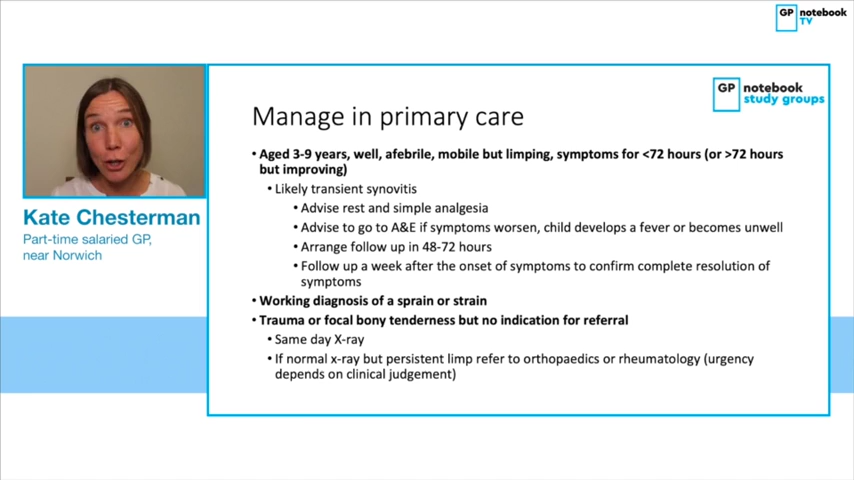 GP notebook
TV
GP notebook
study groups
Manage in primary care
• Aged 3-9 years, well, afebrile, mobile but limping, symptoms for <72 hours (or >72 hours
but improving)
• Likely transient synovitis
• Advise rest and simple analgesia
• Advise to go to A&E if symptoms worsen, child develops a fever or becomes unwell
• Arrange follow up in 48-72 hours
• Follow up a week after the onset of symptoms to confirm complete resolution of
symptoms
• Working diagnosis of a sprain or strain
• Trauma or focal bony tenderness but no indication for referral
• Same day X-ray
• If normal x-ray but persistent limp refer to orthopaedics or rheumatology (urgency
depends on clinical judgement)
Kate Chesterman
Part-time salaried GP,
near Norwich